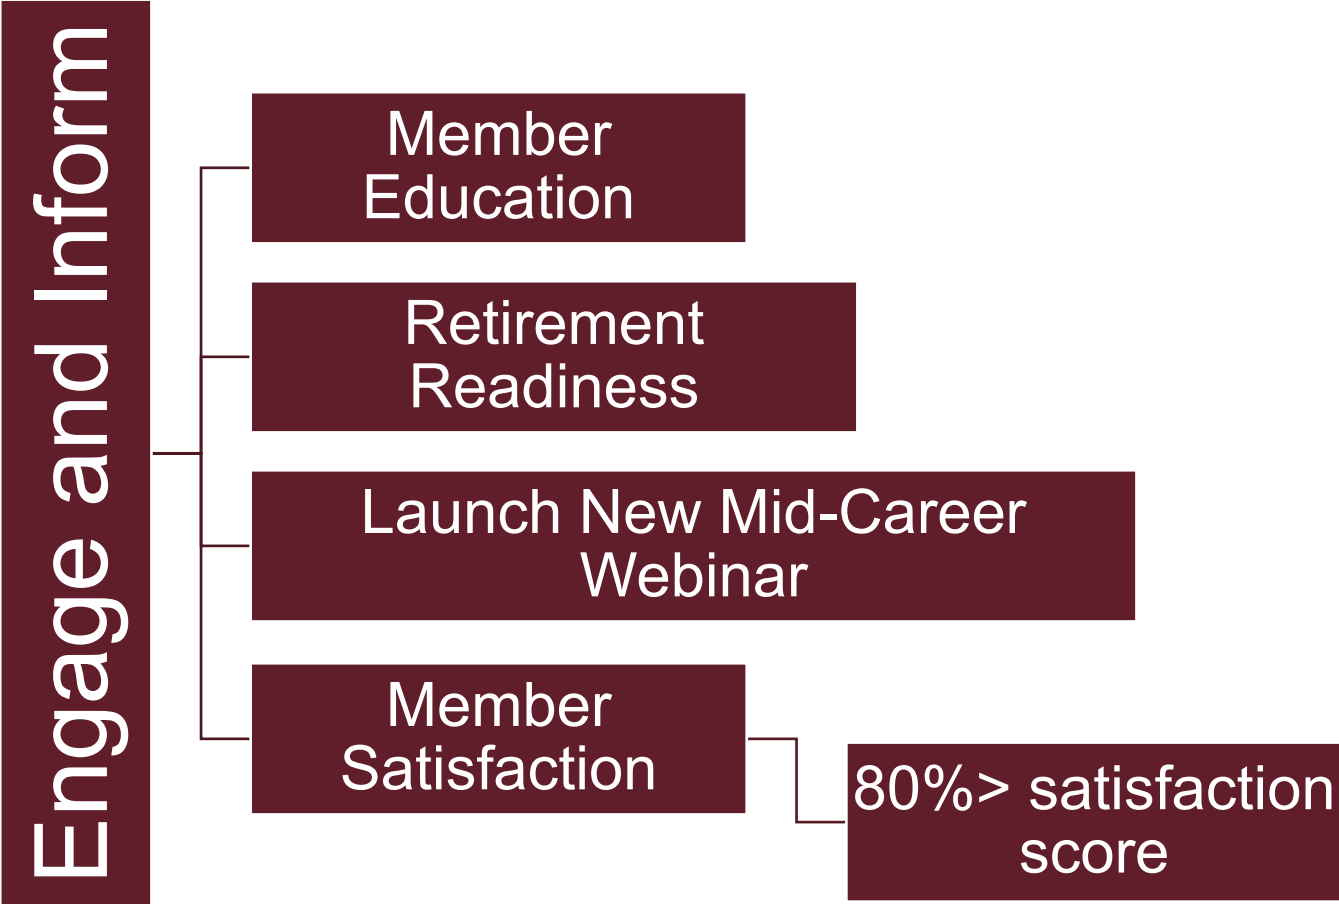 Engage and Inform
Member
Education
Retirement
Readiness
Launch New Mid-Career
Webinar
Member
Satisfaction
80%> satisfaction
score